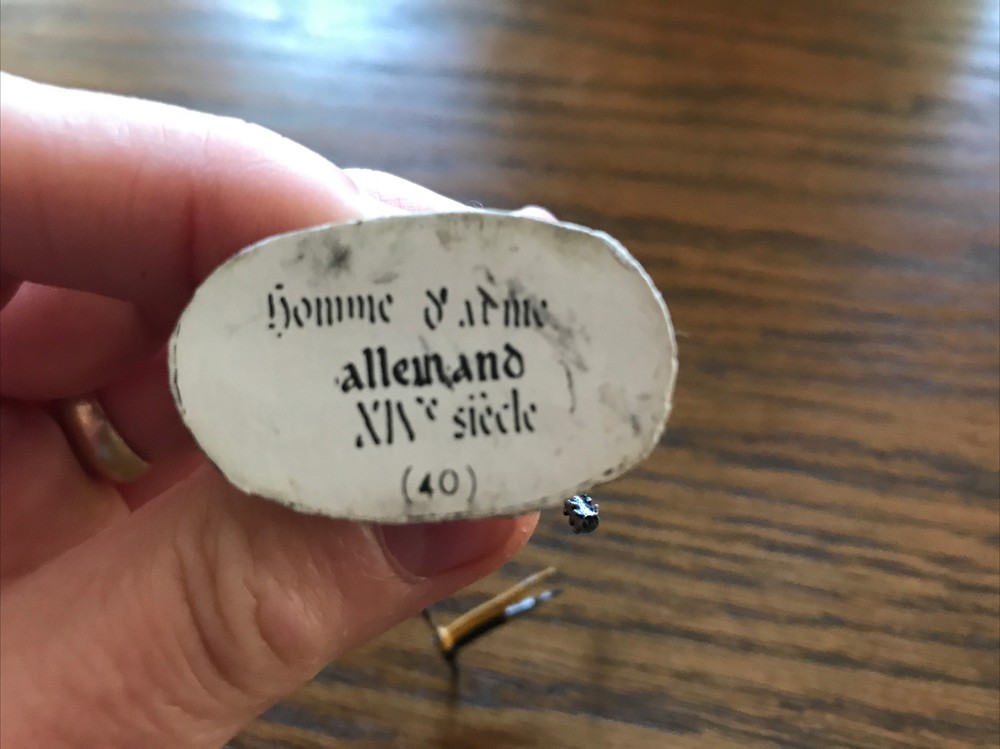 Homme d'arme
allemand
XIVe siècle
(40)